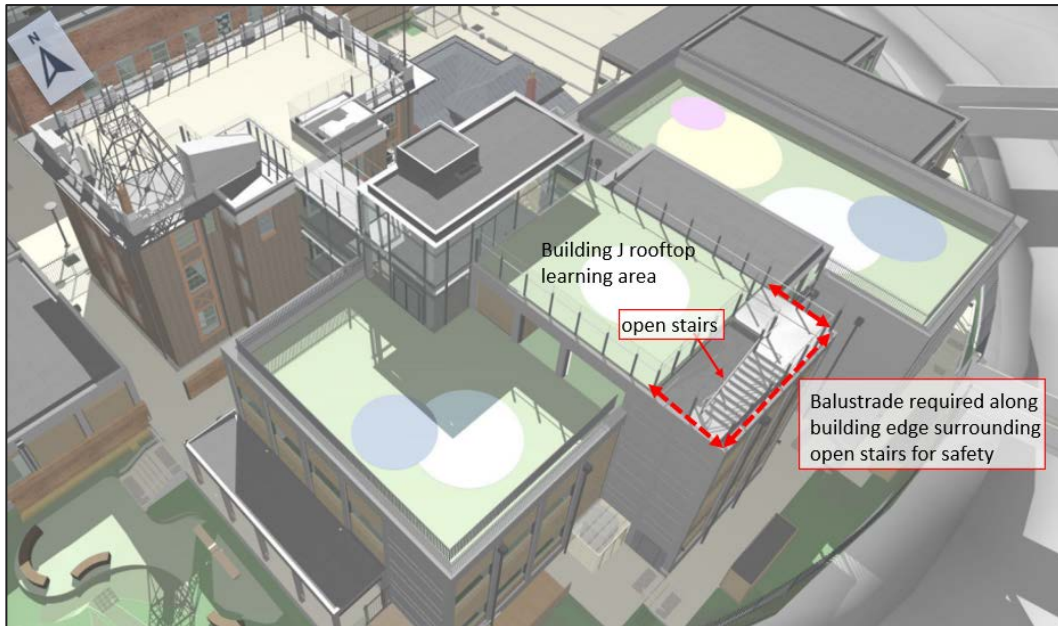 N
Building J rooftop
learning area
open stairs
Balustrade required along
building edge surrounding
open stairs for safety